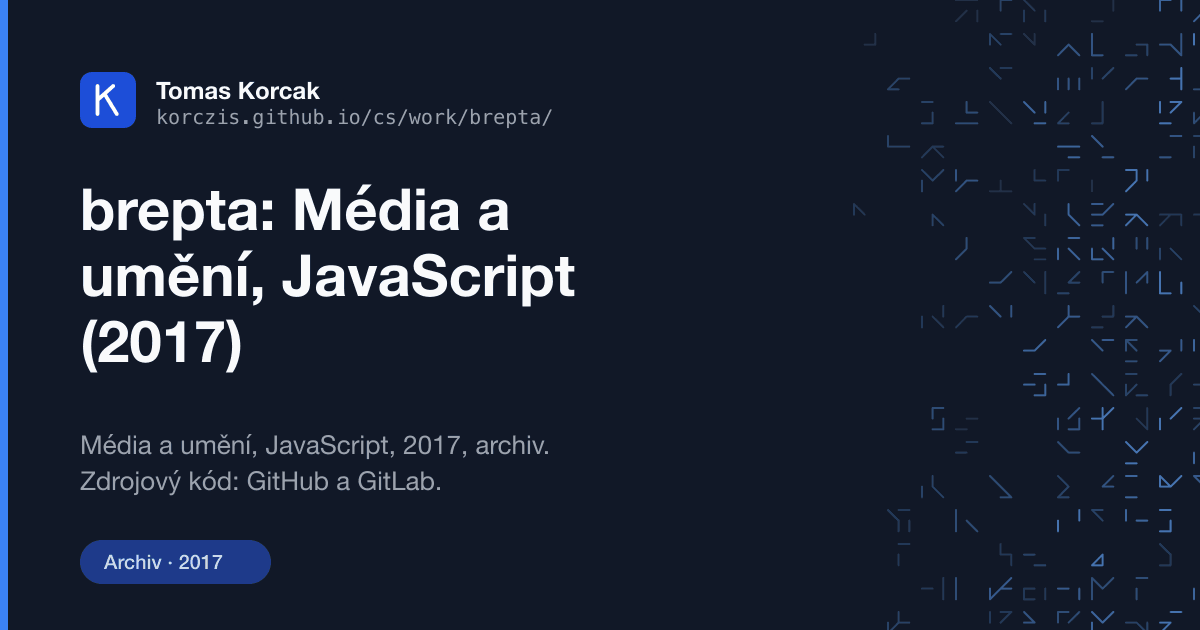 K
Tomas Korcak
korczis.github.io/cs/work/brepta/
brepta: Média a
umění, JavaScript
(2017)
Média a umění, JavaScript, 2017, archiv.
Zdrojový kód: GitHub a GitLab.
Archiv · 2017